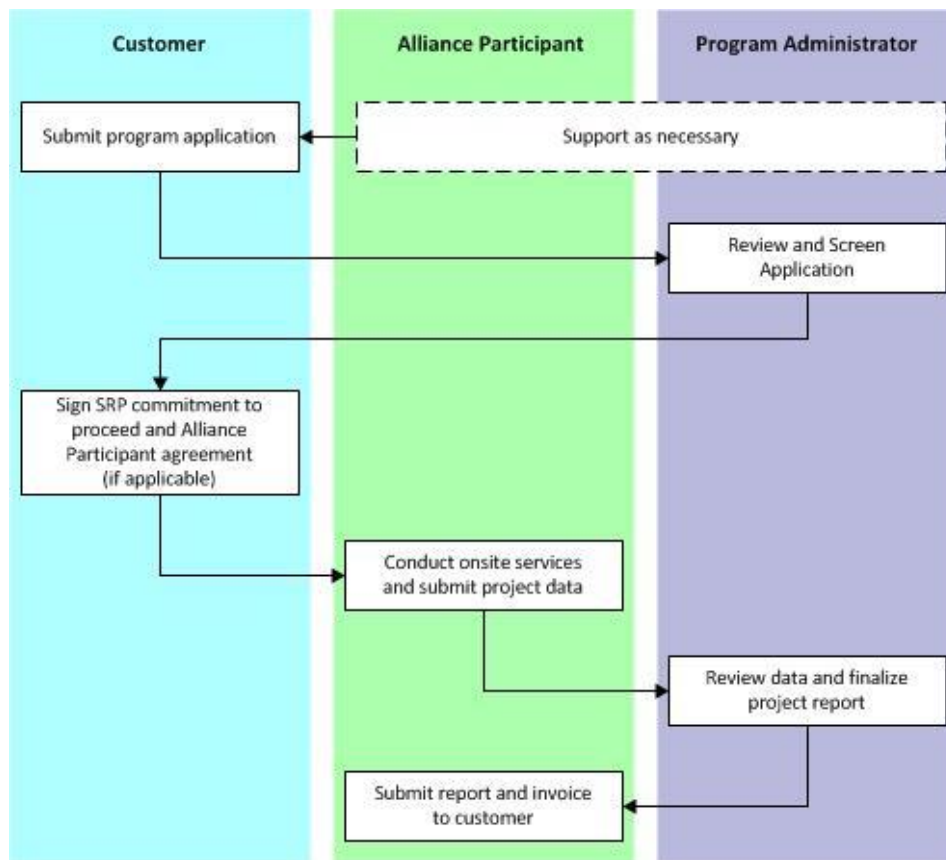 Customer
Alliance Participant
Program Administrator
Submit program application
Support as necessary
Review and Screen
Application
Sign SRP commitment to
proceed and Alliance
Participant agreement
(if applicable)
Conduct onsite services
and submit project data
Review data and finalize
project report
Submit report and invoice
to customer